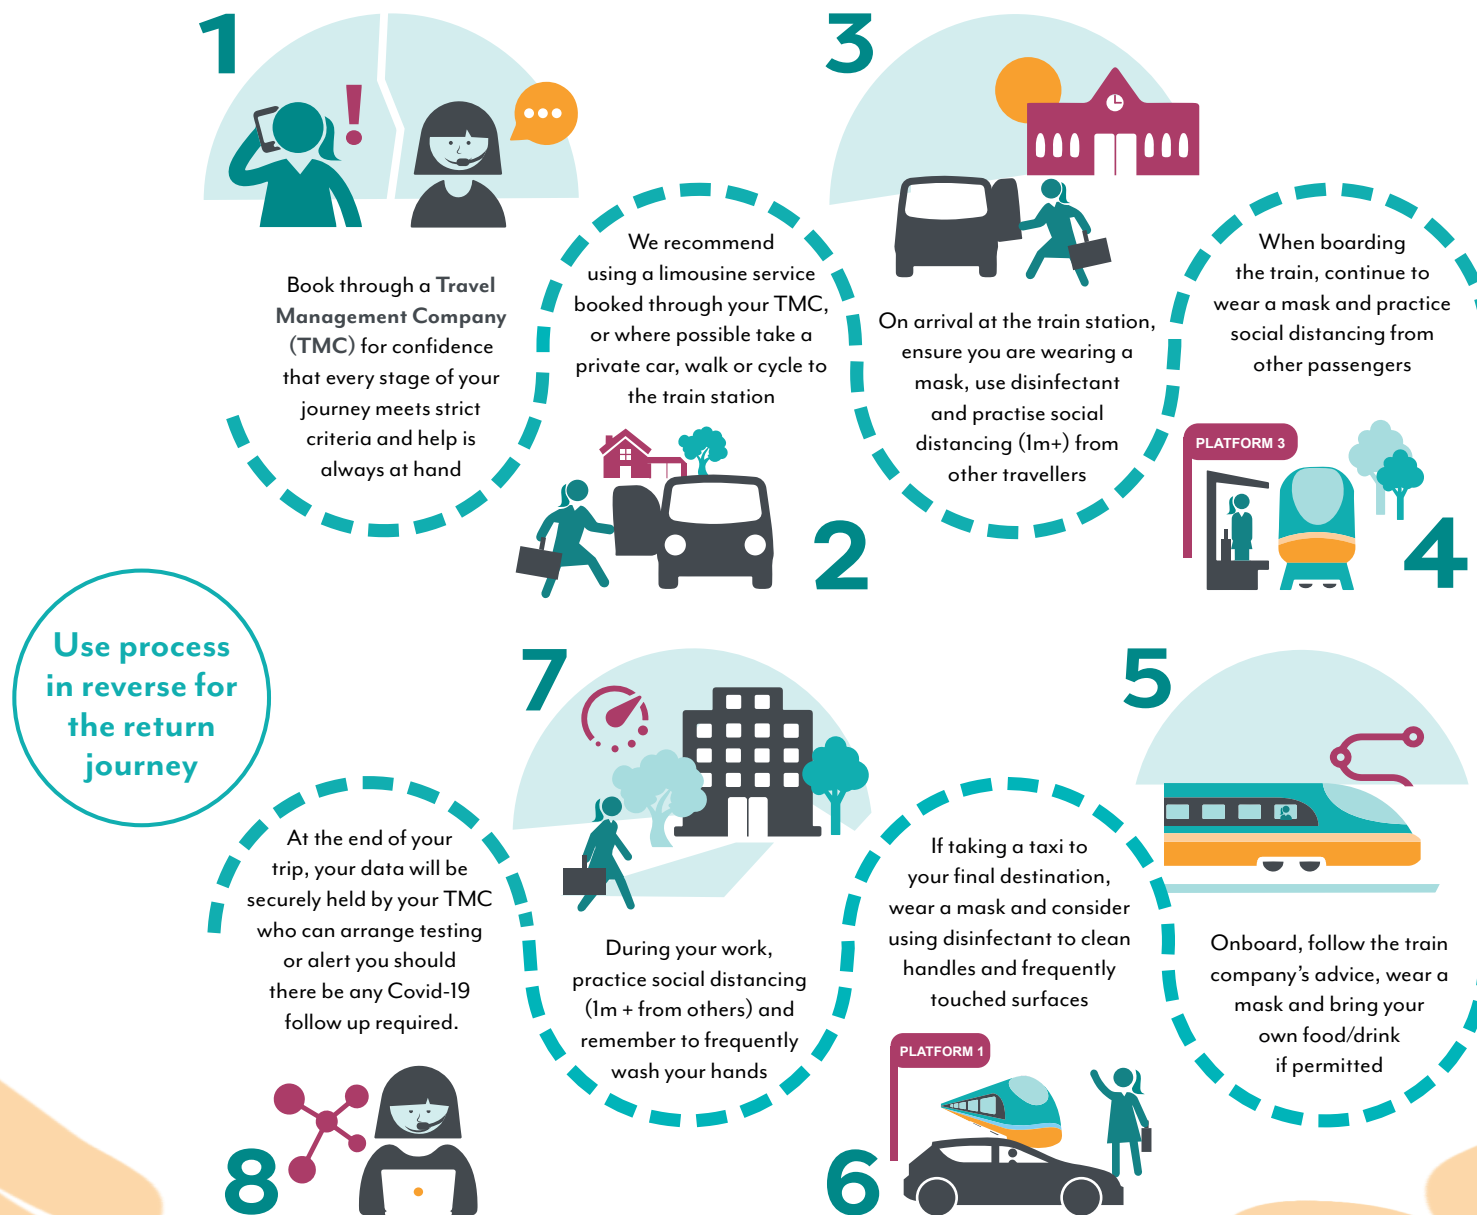 1
Book through a Travel
Management Company
(TMC) for confidence
that every stage of your
journey meets strict
criteria and help is
always at hand
We recommend
using a limousine service
booked through your TMC,
or where possible take a
private car, walk or cycle to
the train station
2
3
On arrival at the train station,
ensure you are wearing a
mask, use disinfectant
and practise social
distancing (1m+) from
other travellers
When boarding
the train, continue to
wear a mask and practice
social distancing from
other passengers
PLATFORM 3
4
5
Onboard, follow the train
company's advice, wear a
mask and bring your
own food/drink
if permitted
If taking a taxi to
your final destination,
wear a mask and consider
using disinfectant to clean
handles and frequently
touched surfaces
PLATFORM 1
6
7
During your work,
practice social distancing
(1m + from others) and
remember to frequently
wash your hands
At the end of your
trip, your data will be
securely held by your TMC
who can arrange testing
or alert you should
there be any Covid-19
follow up required.
8
Use process
in reverse for
the return
journey